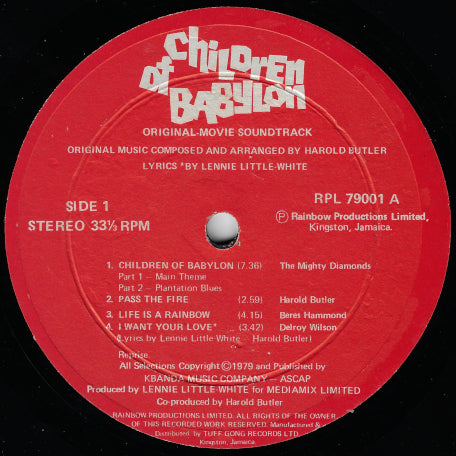 Children
of
BABYLON
ORIGINAL MOVIE SOUNDTRACK
ORIGINAL MUSIC COMPOSED AND ARRANGED BY HAROLD BUTLER
LYRICS *BY LENNIE LITTLE-WHITE
SIDE 1
STEREO 33⅓ RPM
RPL 79001 A
Ⓟ Rainbow Productions Limited,
Kingston, Jamaica.
1. CHILDREN OF BABYLON (7.36) The Mighty Diamonds
Part 1 – Main Theme
Part 2 – Plantation Blues
2. PASS THE FIRE (2.59) Harold Butler
3. LIFE IS A RAINBOW (4.15) Beres Hammond
4. I WANT YOUR LOVE* (3.42) Delroy Wilson
(Lyrics by Lennie Little-White – Harold Butler)
Reprise
All Selections Copyright ©1979 and Published by
KBANDA MUSIC COMPANY – ASCAP
Produced by LENNIE LITTLE-WHITE for MEDIAMIX LIMITED
Co-produced by Harold Butler
RAINBOW PRODUCTIONS LIMITED. ALL RIGHTS OF THE OWNER,
OF THIS RECORDED WORK RESERVED. Manufactured &
Distributed, by TUFF GONG RECORDS LTD.
Kingston, Jamaica.